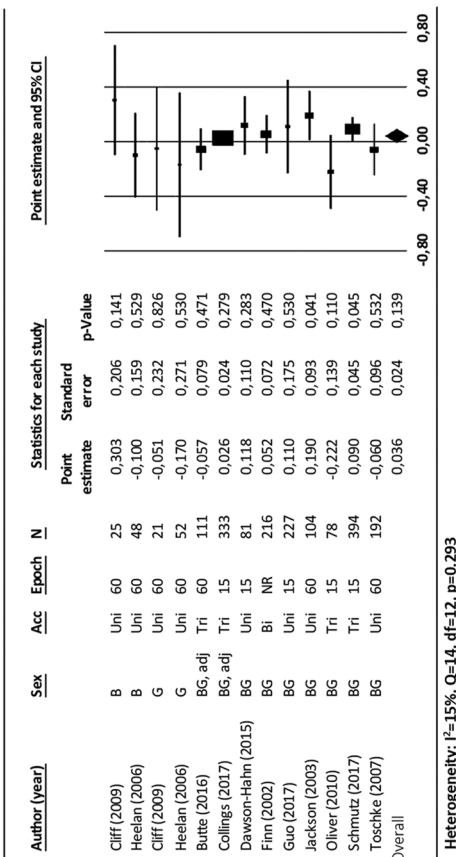 Statistics for each study Point estimate and 95% CI
Author (year) Sex Acc Epoch N Point estimate Standard error p-Value
Cliff (2009) B Uni 60 25 0,303 0,206 0,141
Heelan (2006) B Uni 60 48 -0,100 0,159 0,529
Cliff (2009) G Uni 60 21 -0,051 0,232 0,826
Heelan (2006) G Uni 60 52 -0,170 0,271 0,530
Butte (2016) BG, adj Tri 60 111 -0,057 0,079 0,471
Collings (2017) BG, adj Tri 15 333 0,026 0,024 0,279
Dawson-Hahn (2015) BG Uni 15 81 0,118 0,110 0,283
Finn (2002) BG Bi NR 216 0,052 0,072 0,470
Guo (2017) BG Uni 15 227 0,110 0,175 0,530
Jackson (2003) BG Uni 60 104 0,190 0,093 0,041
Oliver (2010) BG Tri 15 78 -0,222 0,139 0,110
Schmutz (2017) BG Tri 15 394 0,090 0,045 0,045
Toschke (2007) BG Uni 60 192 -0,060 0,096 0,532
Overall 0,036 0,024 0,139
-0,80 -0,40 0,00 0,40 0,80
Heterogeneity: I²=15%, Q=14, df=12, p=0.293